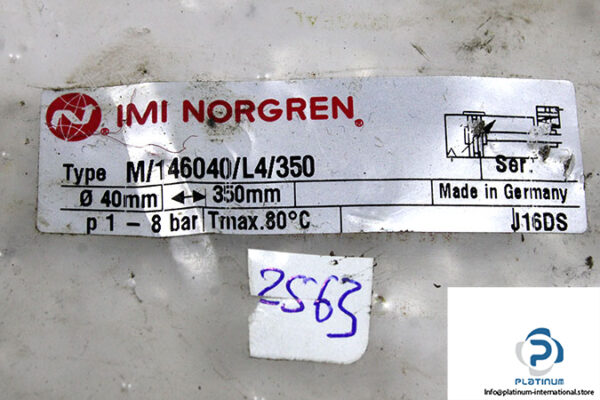 IMI NORGREN®
Type M/146040/L4/350 Ser.
Ø 40mm ↔ 350mm Made in Germany
p 1 - 8 bar Tmax.80°C J16DS
2563
PLATINUM
Info@platinum-international.store